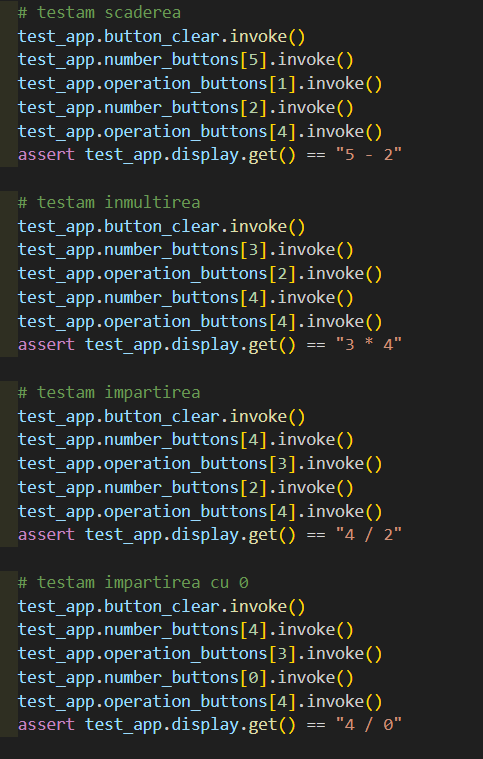 # testam scaderea
test_app.button_clear.invoke()
test_app.number_buttons[5].invoke()
test_app.operation_buttons[1].invoke()
test_app.number_buttons[2].invoke()
test_app.operation_buttons[4].invoke()
assert test_app.display.get() == "5 - 2"
# testam inmultirea
test_app.button_clear.invoke()
test_app.number_buttons[3].invoke()
test_app.operation_buttons[2].invoke()
test_app.number_buttons[4].invoke()
test_app.operation_buttons[4].invoke()
assert test_app.display.get() == "3 * 4"
# testam impartirea
test_app.button_clear.invoke()
test_app.number_buttons[4].invoke()
test_app.operation_buttons[3].invoke()
test_app.number_buttons[2].invoke()
test_app.operation_buttons[4].invoke()
assert test_app.display.get() == "4 / 2"
# testam impartirea cu 0
test_app.button_clear.invoke()
test_app.number_buttons[4].invoke()
test_app.operation_buttons[3].invoke()
test_app.number_buttons[0].invoke()
test_app.operation_buttons[4].invoke()
assert test_app.display.get() == "4 / 0"